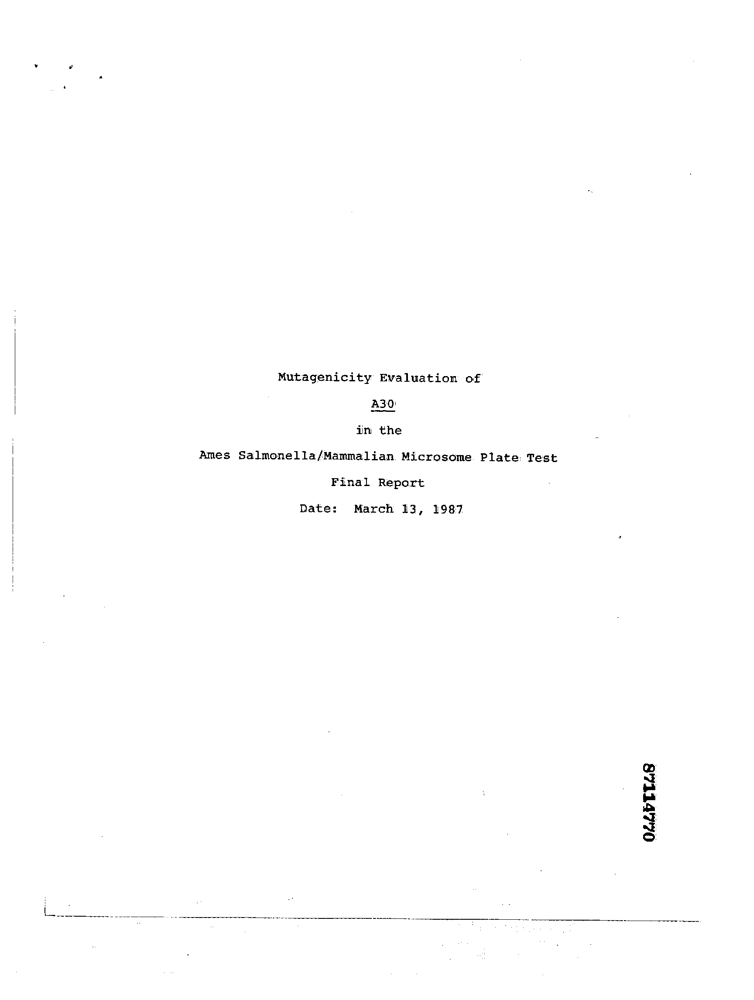 Mutagenicity Evaluation of
A30
in the
Ames Salmonella/Mammalian Microsome Plate Test
Final Report
Date: March 13, 1987
87114770